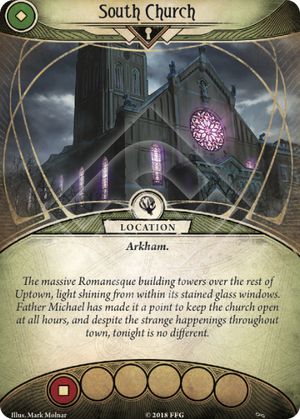 South Church
LOCATION
Arkham.
The massive Romanesque building towers over the rest of
Uptown, light shining from within its stained glass windows.
Father Michael has made it a point to keep the church open
at all hours, and despite the strange happenings throughout
town, tonight is no different.
Illus. Mark Molnar
© 2018 FFG